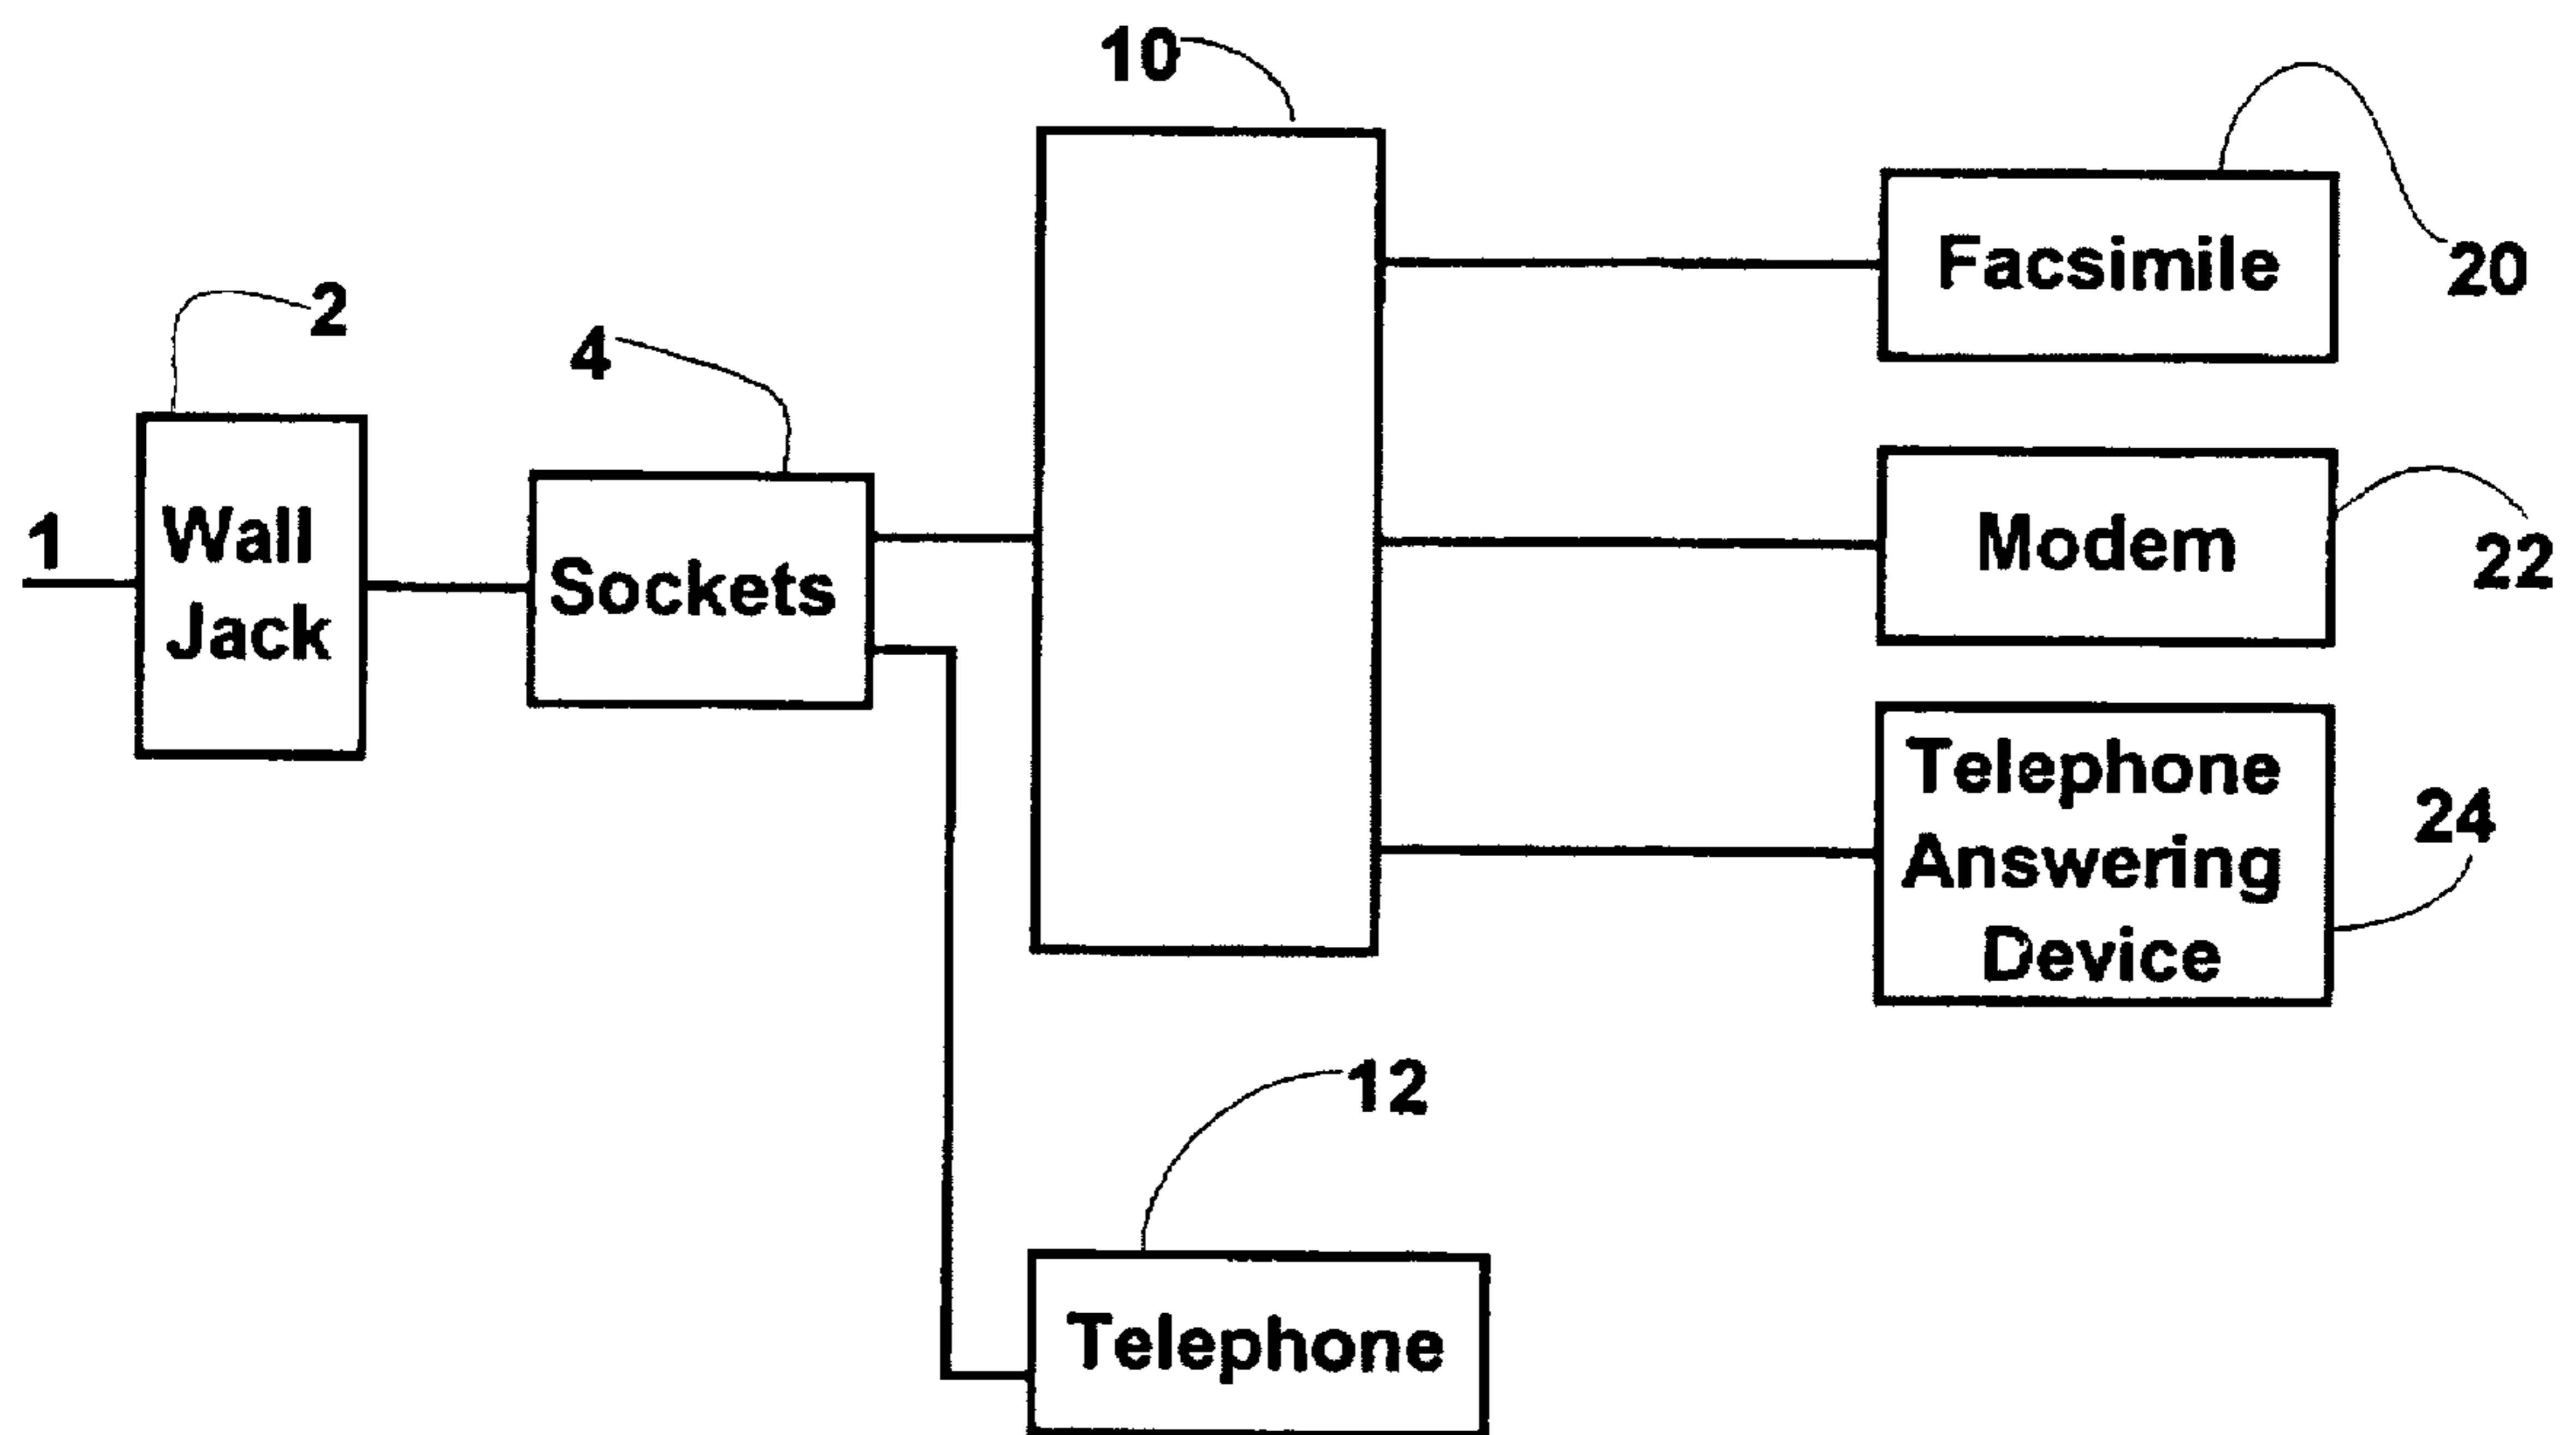 10
20
Facsimile
2
4
1
Wall
Jack
Sockets
Modem
22
Telephone
Answering
Device
24
12
Telephone